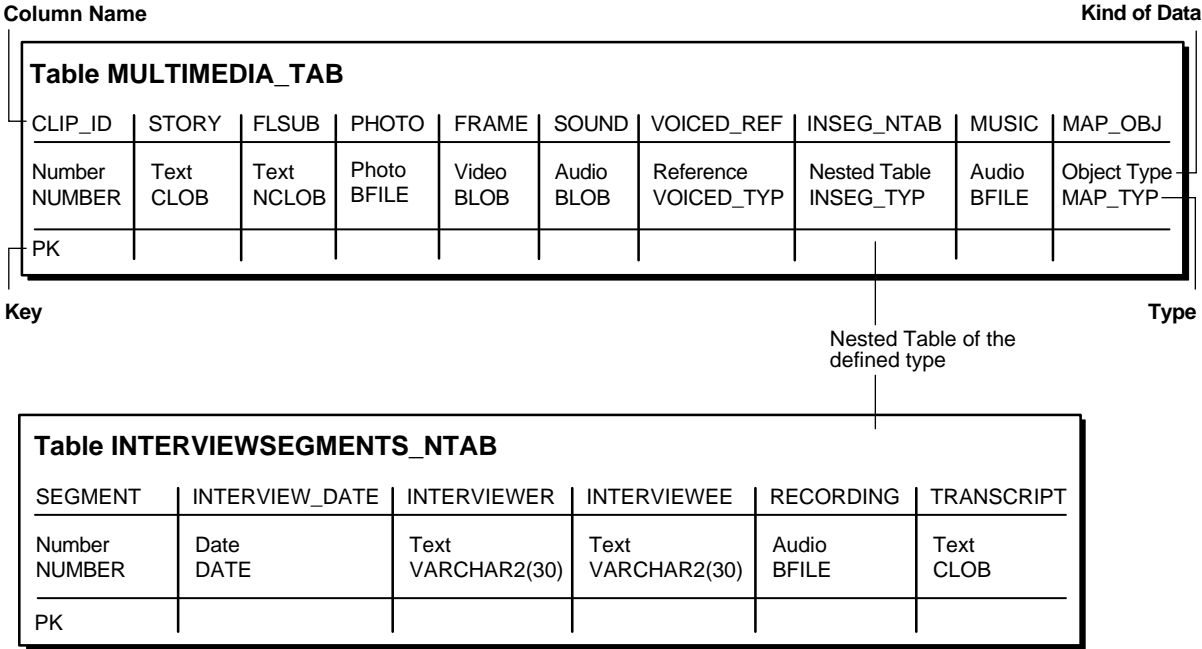 Column Name
Kind of Data
Table MULTIMEDIA_TAB
CLIP_ID STORY FLSUB PHOTO FRAME SOUND VOICED_REF INSEG_NTAB MUSIC MAP_OBJ
Number Text Text Photo Video Audio Reference Nested Table Audio Object Type
NUMBER CLOB NCLOB BFILE BLOB BLOB VOICED_TYP INSEG_TYP BFILE MAP_TYP
PK
Key
Type
Nested Table of the
defined type
Table INTERVIEWSEGMENTS_NTAB
SEGMENT INTERVIEW_DATE INTERVIEWER INTERVIEWEE RECORDING TRANSCRIPT
Number Date Text Text Audio Text
NUMBER DATE VARCHAR2(30) VARCHAR2(30) BFILE CLOB
PK